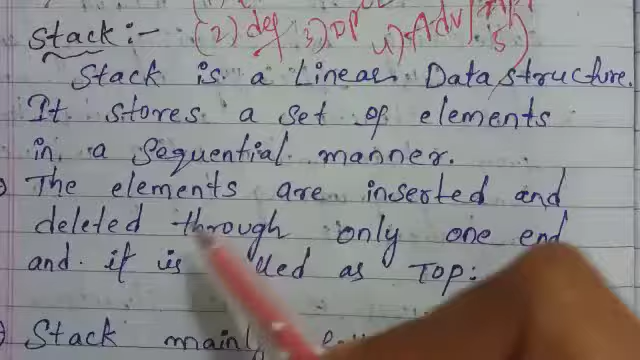 Stack:- (2) def 3) OP 4) Adv
5)
Stack is a Linear Data structure.
It stores a set of elements
in a Sequential manner.
The elements are inserted and
deleted through only one end
and it is as TOP:
Stack mainly